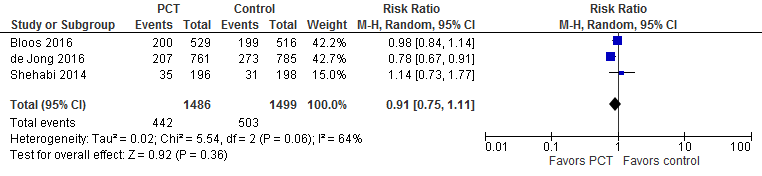 PCT Control Risk Ratio Risk Ratio
Study or Subgroup Events Total Events Total Weight M-H, Random, 95% CI M-H, Random, 95% CI
Bloos 2016 200 529 199 516 42.2% 0.98 [0.84, 1.14]
de Jong 2016 207 761 273 785 42.7% 0.78 [0.67, 0.91]
Shehabi 2014 35 196 31 198 15.0% 1.14 [0.73, 1.77]
Total (95% CI) 1486 1499 100.0% 0.91 [0.75, 1.11]
Total events 442 503
Heterogeneity: Tau² = 0.02; Chi² = 5.54, df = 2 (P = 0.06); I² = 64%
Test for overall effect: Z = 0.92 (P = 0.36)
0.01 0.1 1 10 100
Favors PCT Favors control